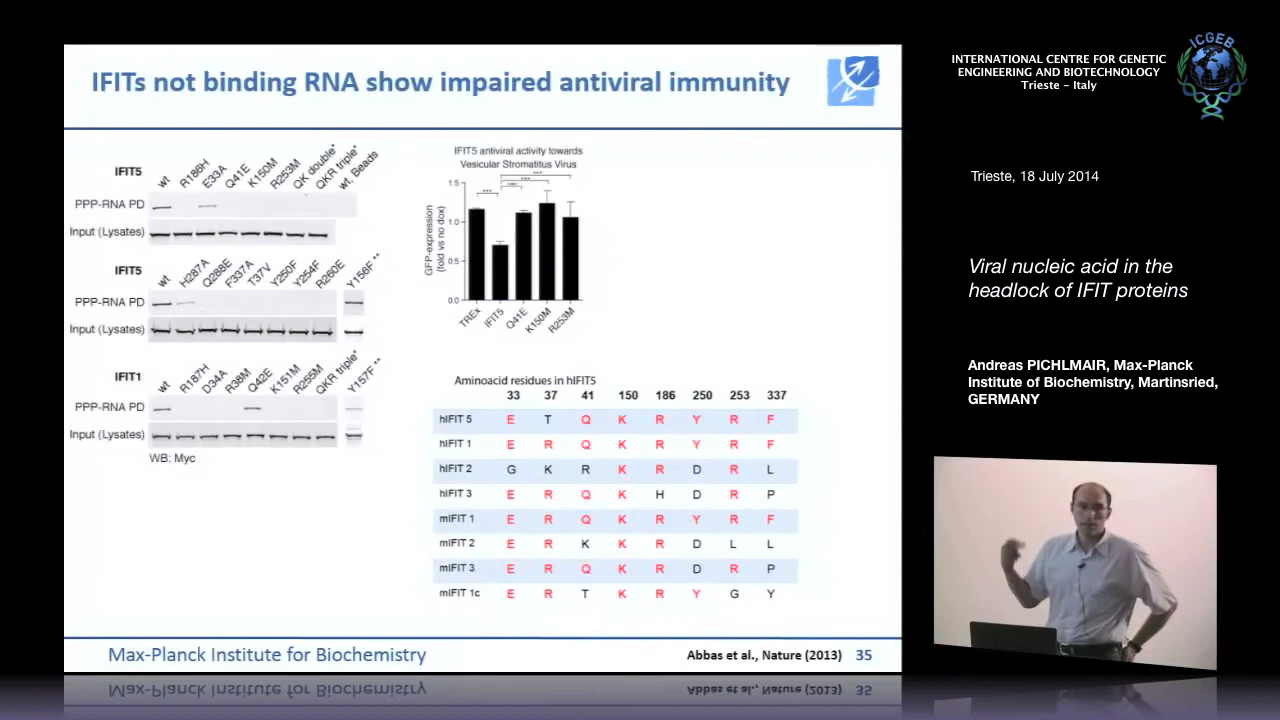 IFITs not binding RNA show impaired antiviral immunity
IFIT5
wt R186H E33A Q41E K150M R253M QK double* QKR triple* wt, Beads
PPP-RNA PD
Input (Lysates)
IFIT5
wt H287A Q288E F337A T37V Y250F Y254F R260E Y156F**
PPP-RNA PD
Input (Lysates)
IFIT1
wt R187H D34A R38M Q42E K151M R255M QKR triple* Y157F**
PPP-RNA PD
Input (Lysates)
WB: Myc
IFIT5 antiviral activity towards
Vesicular Stromatitus Virus
GFP-expression
(fold vs no dox)
1.5
1.0
0.5
0.0
*** *** *** ***
TREx IFIT5 Q41E K150M R253M
Aminoacid residues in hIFIT5
33 37 41 150 186 250 253 337
hIFIT 5 E T Q K R Y R F
hIFIT 1 E R Q K R Y R F
hIFIT 2 G K R K R D R L
hIFIT 3 E R Q K H D R P
mIFIT 1 E R Q K R Y R F
mIFIT 2 E R K K R D L L
mIFIT 3 E R Q K R D R P
mIFIT 1c E R T K R Y G Y
Max-Planck Institute for Biochemistry
Abbas et al., Nature (2013) 35
INTERNATIONAL CENTRE FOR GENETIC
ENGINEERING AND BIOTECHNOLOGY
Trieste - Italy
ICGEB
Trieste, 18 July 2014
Viral nucleic acid in the
headlock of IFIT proteins
Andreas PICHLMAIR, Max-Planck
Institute of Biochemistry, Martinsried,
GERMANY